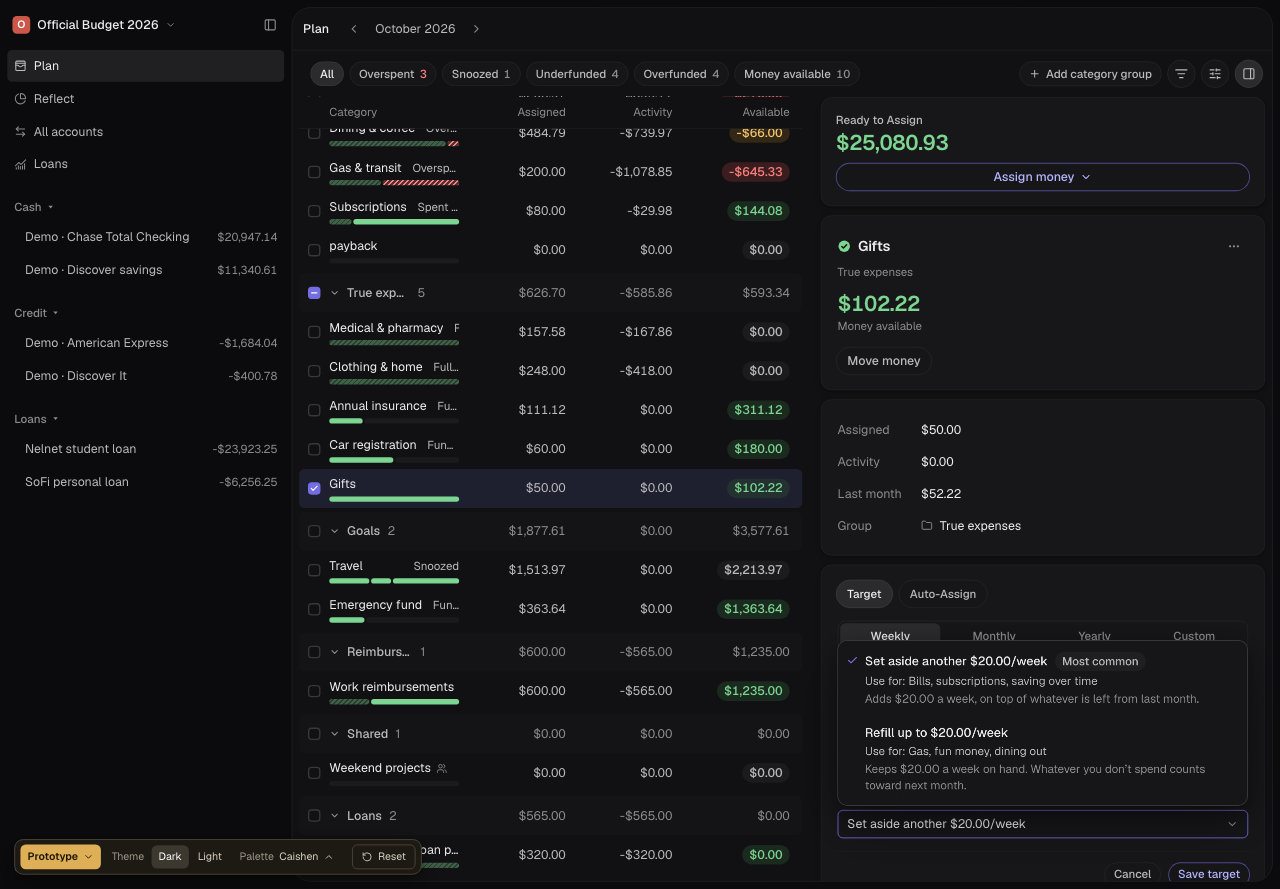 O Official Budget 2026
Plan
Reflect
All accounts
Loans
Cash
Demo · Chase Total Checking $20,947.14
Demo · Discover savings $11,340.61
Credit
Demo · American Express -$1,684.04
Demo · Discover It -$400.78
Loans
Nelnet student loan -$23,923.25
SoFi personal loan -$6,256.25
Plan October 2026
All Overspent 3 Snoozed 1 Underfunded 4 Overfunded 4 Money available 10 + Add category group
Category Assigned Activity Available
Dining & coffee Over... $484.79 -$739.97 -$66.00
Gas & transit Oversp... $200.00 -$1,078.85 -$645.33
Subscriptions Spent ... $80.00 -$29.98 $144.08
payback $0.00 $0.00 $0.00
True exp... 5 $626.70 -$585.86 $593.34
Medical & pharmacy F $157.58 -$167.86 $0.00
Clothing & home Full... $248.00 -$418.00 $0.00
Annual insurance Fu... $111.12 $0.00 $311.12
Car registration Fun... $60.00 $0.00 $180.00
Gifts $50.00 $0.00 $102.22
Goals 2 $1,877.61 $0.00 $3,577.61
Travel Snoozed $1,513.97 $0.00 $2,213.97
Emergency fund Fun... $363.64 $0.00 $1,363.64
Reimburs... 1 $600.00 -$565.00 $1,235.00
Work reimbursements $600.00 -$565.00 $1,235.00
Shared 1 $0.00 $0.00 $0.00
Weekend projects $0.00 $0.00 $0.00
Loans 2 $565.00 -$565.00 $0.00
an p... $320.00 -$320.00 $0.00
Ready to Assign
$25,080.93
Assign money
Gifts
True expenses
$102.22
Money available
Move money
Assigned $50.00
Activity $0.00
Last month $52.22
Group True expenses
Target Auto-Assign
Weekly Monthly Yearly Custom
Set aside another $20.00/week Most common
Use for: Bills, subscriptions, saving over time
Adds $20.00 a week, on top of whatever is left from last month.
Refill up to $20.00/week
Use for: Gas, fun money, dining out
Keeps $20.00 a week on hand. Whatever you don't spend counts
toward next month.
Set aside another $20.00/week
Cancel Save target
Prototype Theme Dark Light Palette Caishen Reset